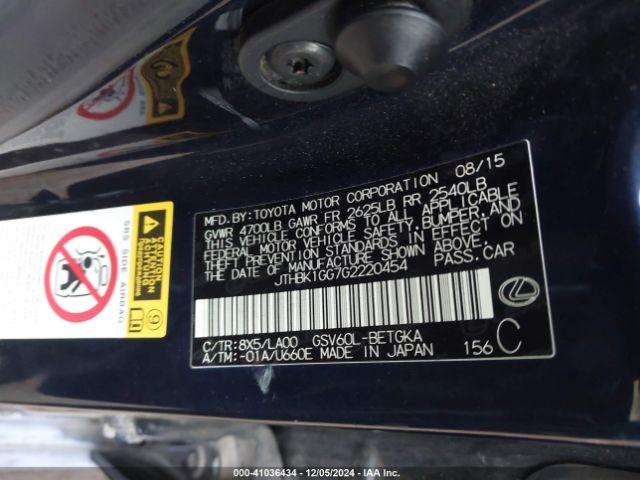 MFD. BY: TOYOTA MOTOR CORPORATION 08/15
GVWR 4700LB GAWR FR 2625LB RR 2540LB
THIS VEHICLE CONFORMS TO ALL APPLICABLE
FEDERAL MOTOR VEHICLE SAFETY, BUMPER, AND
THEFT PREVENTION STANDARDS IN EFFECT ON
THE DATE OF MANUFACTURE SHOWN ABOVE.
JTHBK1GG7G2220454 PASS. CAR
C/TR: 8X5/LA00 GSV60L-BETGKA
A/TM: -01A/U660E MADE IN JAPAN 156 C
SRS SIDE AIRBAG
ATTENTION
000-41036434 / 12/05/2024 / IAA Inc.